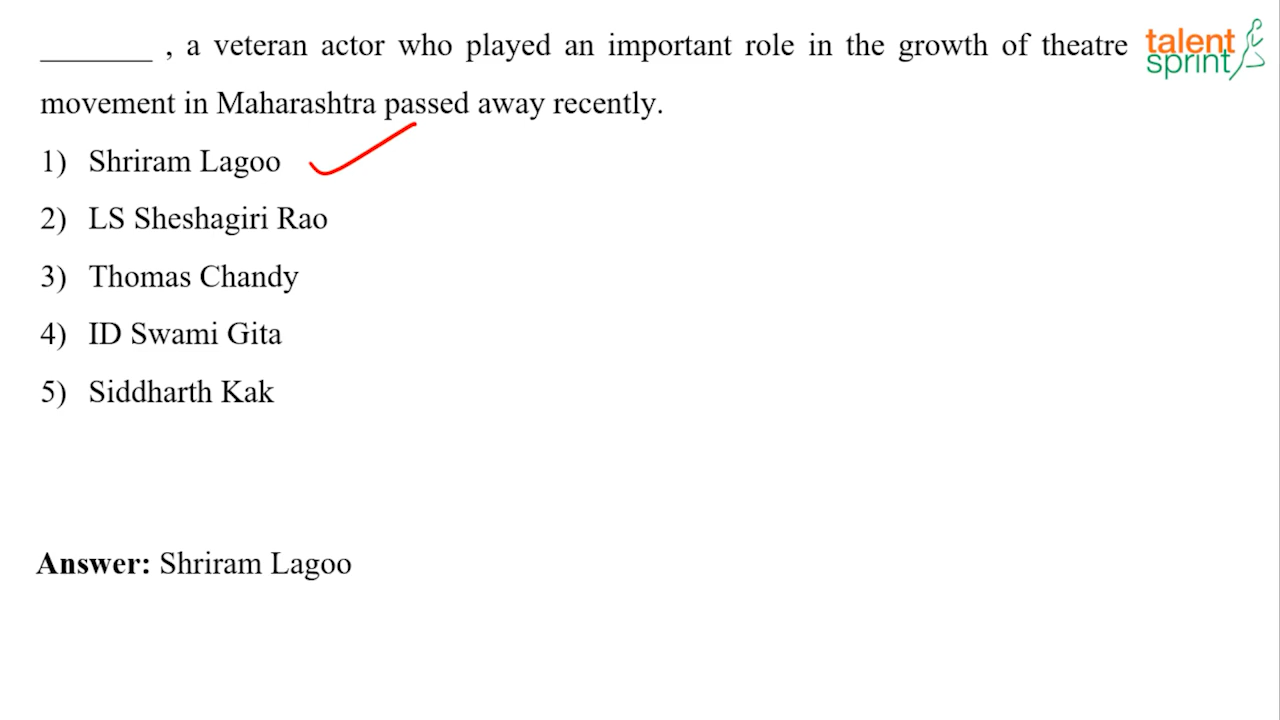 _______ , a veteran actor who played an important role in the growth of theatre
movement in Maharashtra passed away recently.
1) Shriram Lagoo
2) LS Sheshagiri Rao
3) Thomas Chandy
4) ID Swami Gita
5) Siddharth Kak
Answer: Shriram Lagoo
talent
sprint